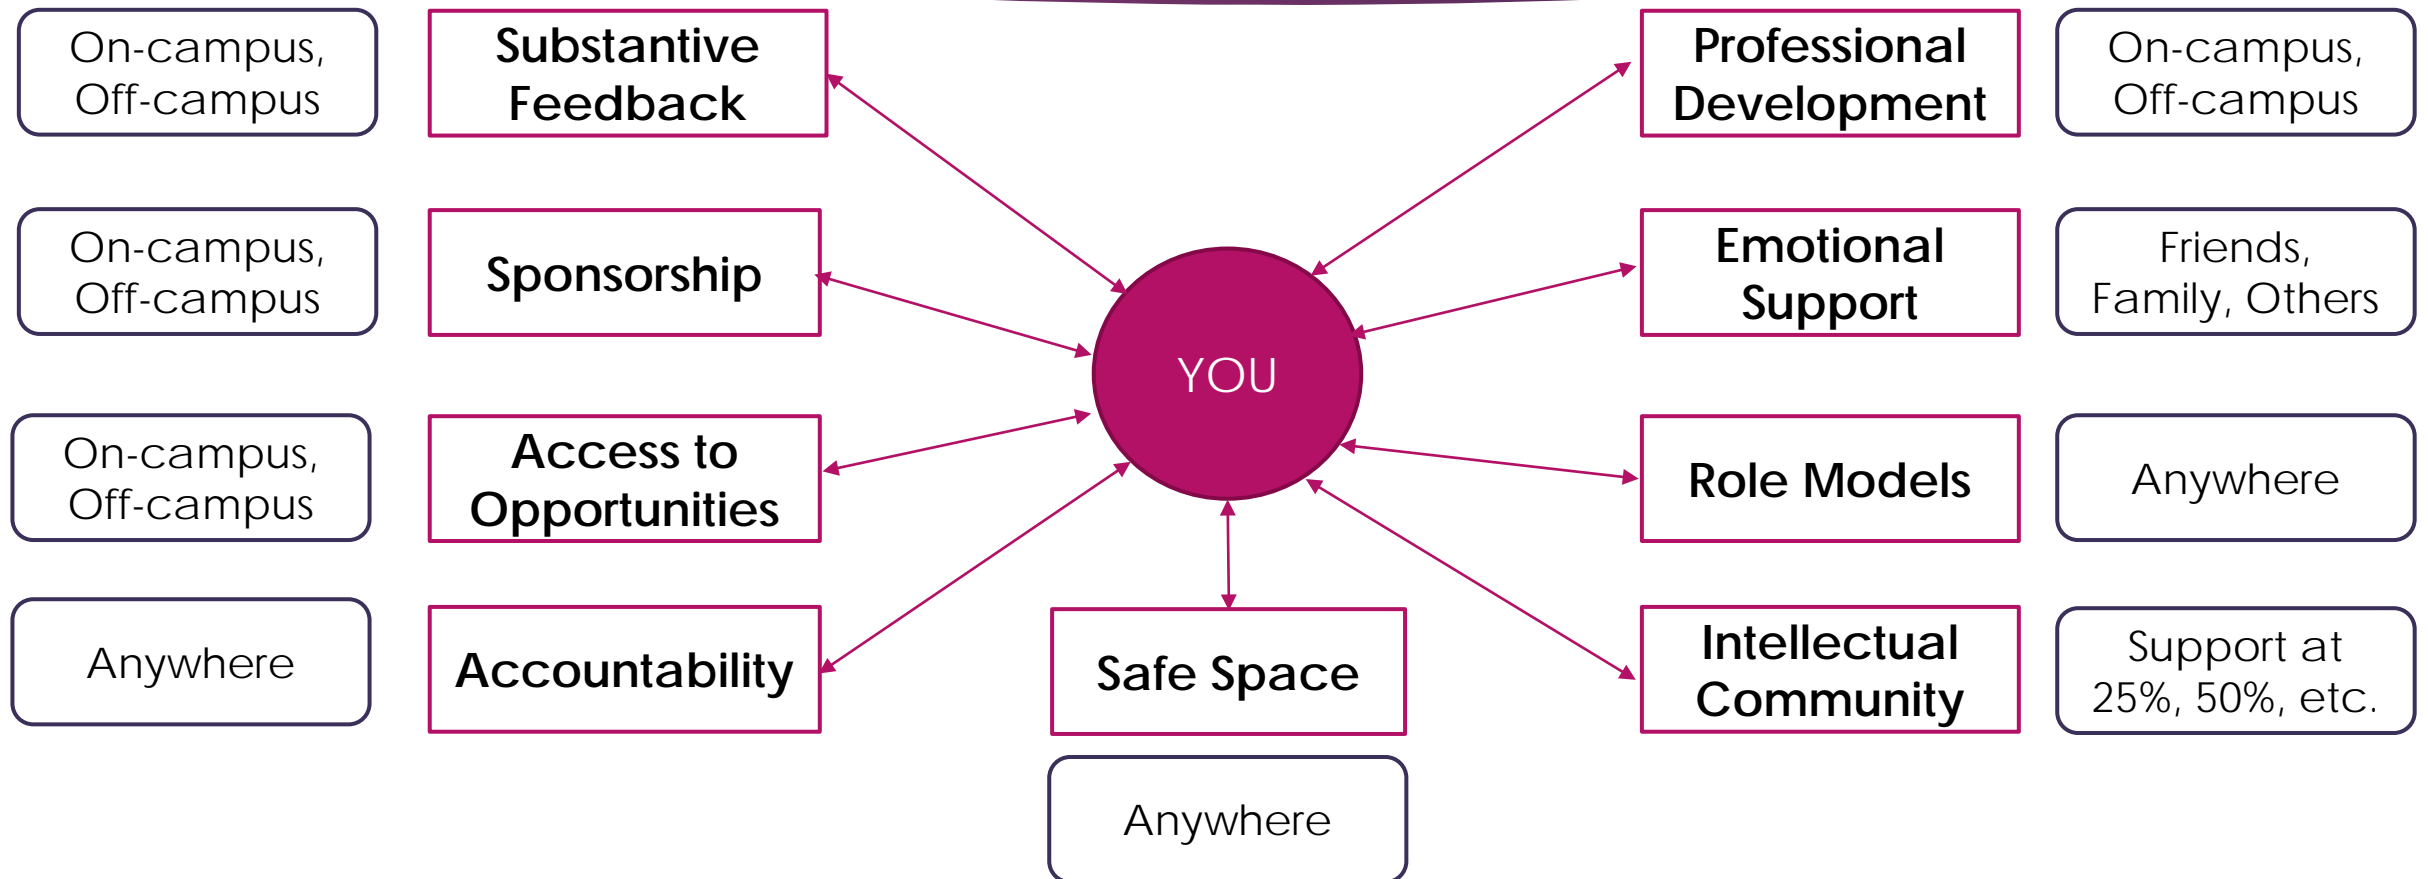 On-campus,
Off-campus
Substantive
Feedback
Professional
Development
On-campus,
Off-campus
On-campus,
Off-campus
Sponsorship
Emotional
Support
Friends,
Family, Others
YOU
On-campus,
Off-campus
Access to
Opportunities
Role Models
Anywhere
Anywhere
Accountability
Safe Space
Intellectual
Community
Support at
25%, 50%, etc.
Anywhere